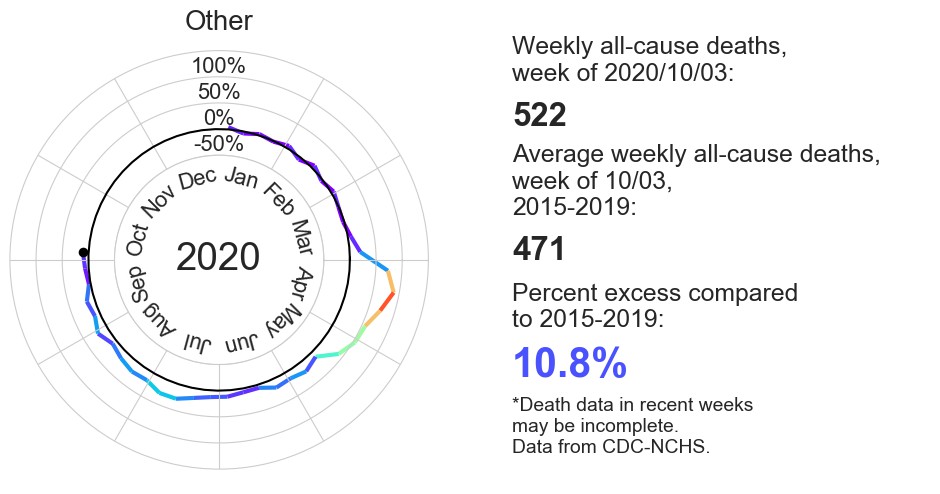 Other
100%
50%
0%
-50%
Jan
Feb
Mar
Apr
May
Jun
Jul
Aug
Sep
Oct
Nov
Dec
2020
Weekly all-cause deaths,
week of 2020/10/03:
522
Average weekly all-cause deaths,
week of 10/03,
2015-2019:
471
Percent excess compared
to 2015-2019:
10.8%
*Death data in recent weeks
may be incomplete.
Data from CDC-NCHS.